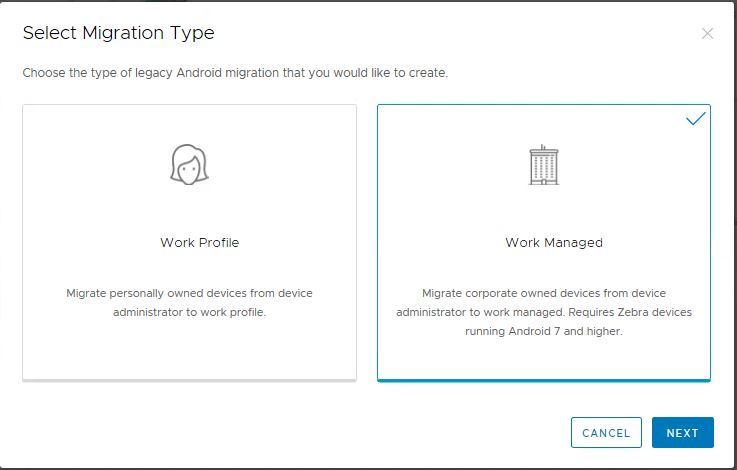 Select Migration Type
Choose the type of legacy Android migration that you would like to create.
Work Profile
Migrate personally owned devices from device
administrator to work profile.
Work Managed
Migrate corporate owned devices from device
administrator to work managed. Requires Zebra devices
running Android 7 and higher.
CANCEL
NEXT